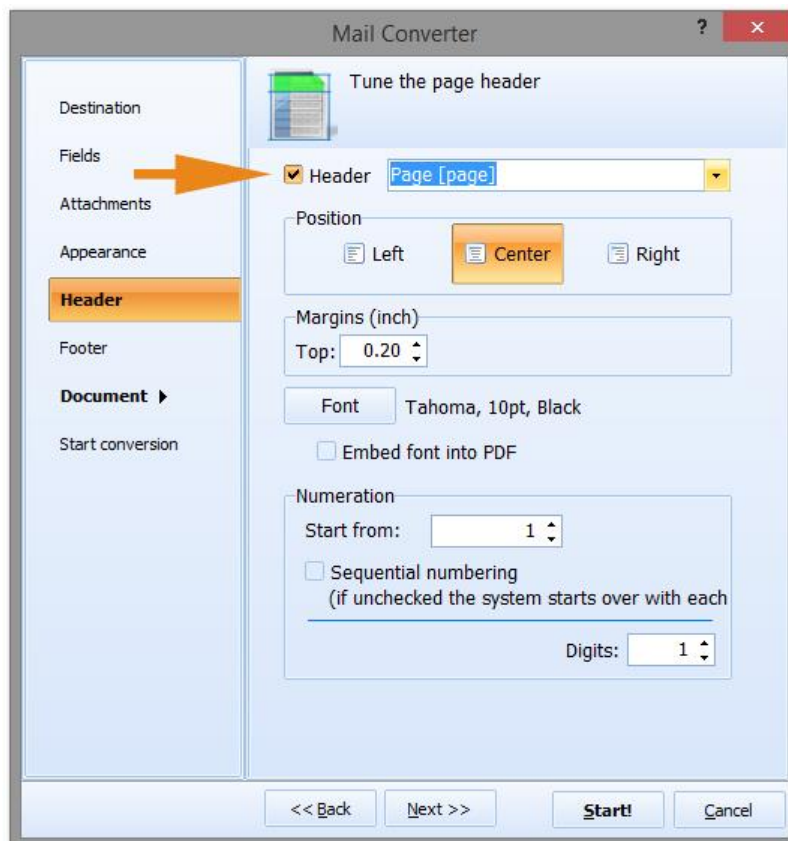 Mail Converter
?
Tune the page header
Destination
Fields
Attachments
Appearance
Header
Footer
Document
Start conversion
Header Page [page]
Position
Left Center Right
Margins (inch)
Top: 0.20
Font Tahoma, 10pt, Black
Embed font into PDF
Numeration
Start from: 1
Sequential numbering
(if unchecked the system starts over with each
Digits: 1
<< Back Next >> Start! Cancel